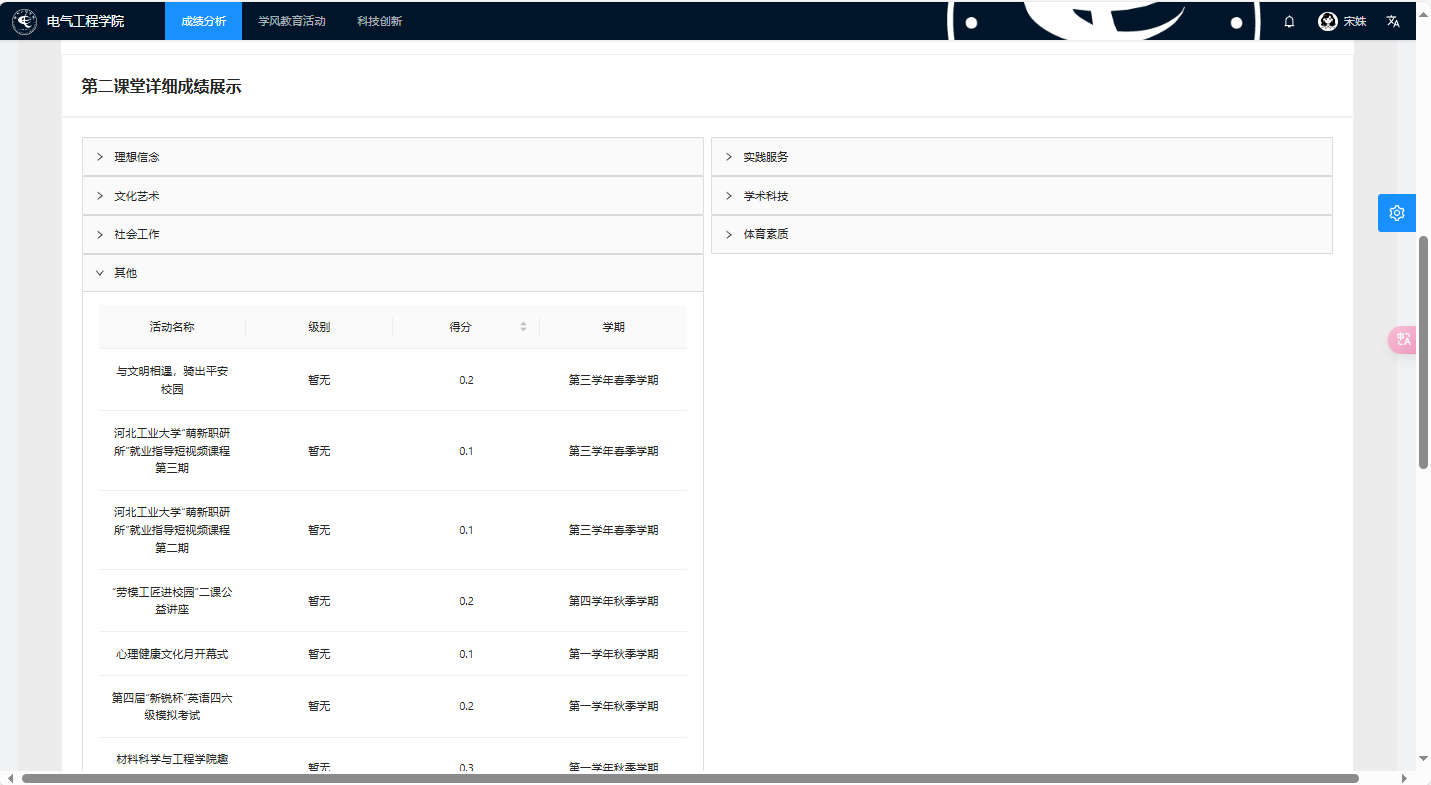 电气工程学院 成绩分析 学风教育活动 科技创新 宋姝
第二课堂详细成绩展示
理想信念 实践服务
文化艺术 学术科技
社会工作 体育素质
其他
活动名称 级别 得分 学期
与文明相遇，骑出平安
校园
暂无 0.2 第三学年春季学期
河北工业大学“萌新职研
所”就业指导短视频课程
第三期
暂无 0.1 第三学年春季学期
河北工业大学“萌新职研
所”就业指导短视频课程
第二期
暂无 0.1 第三学年春季学期
“劳模工匠进校园”二课公
益讲座
暂无 0.2 第四学年秋季学期
心理健康文化月开幕式 暂无 0.1 第一学年秋季学期
第四届“新锐杯”英语四六
级模拟考试
暂无 0.2 第一学年秋季学期
材料科学与工程学院趣
暂无 0.3 第一学年秋季学期